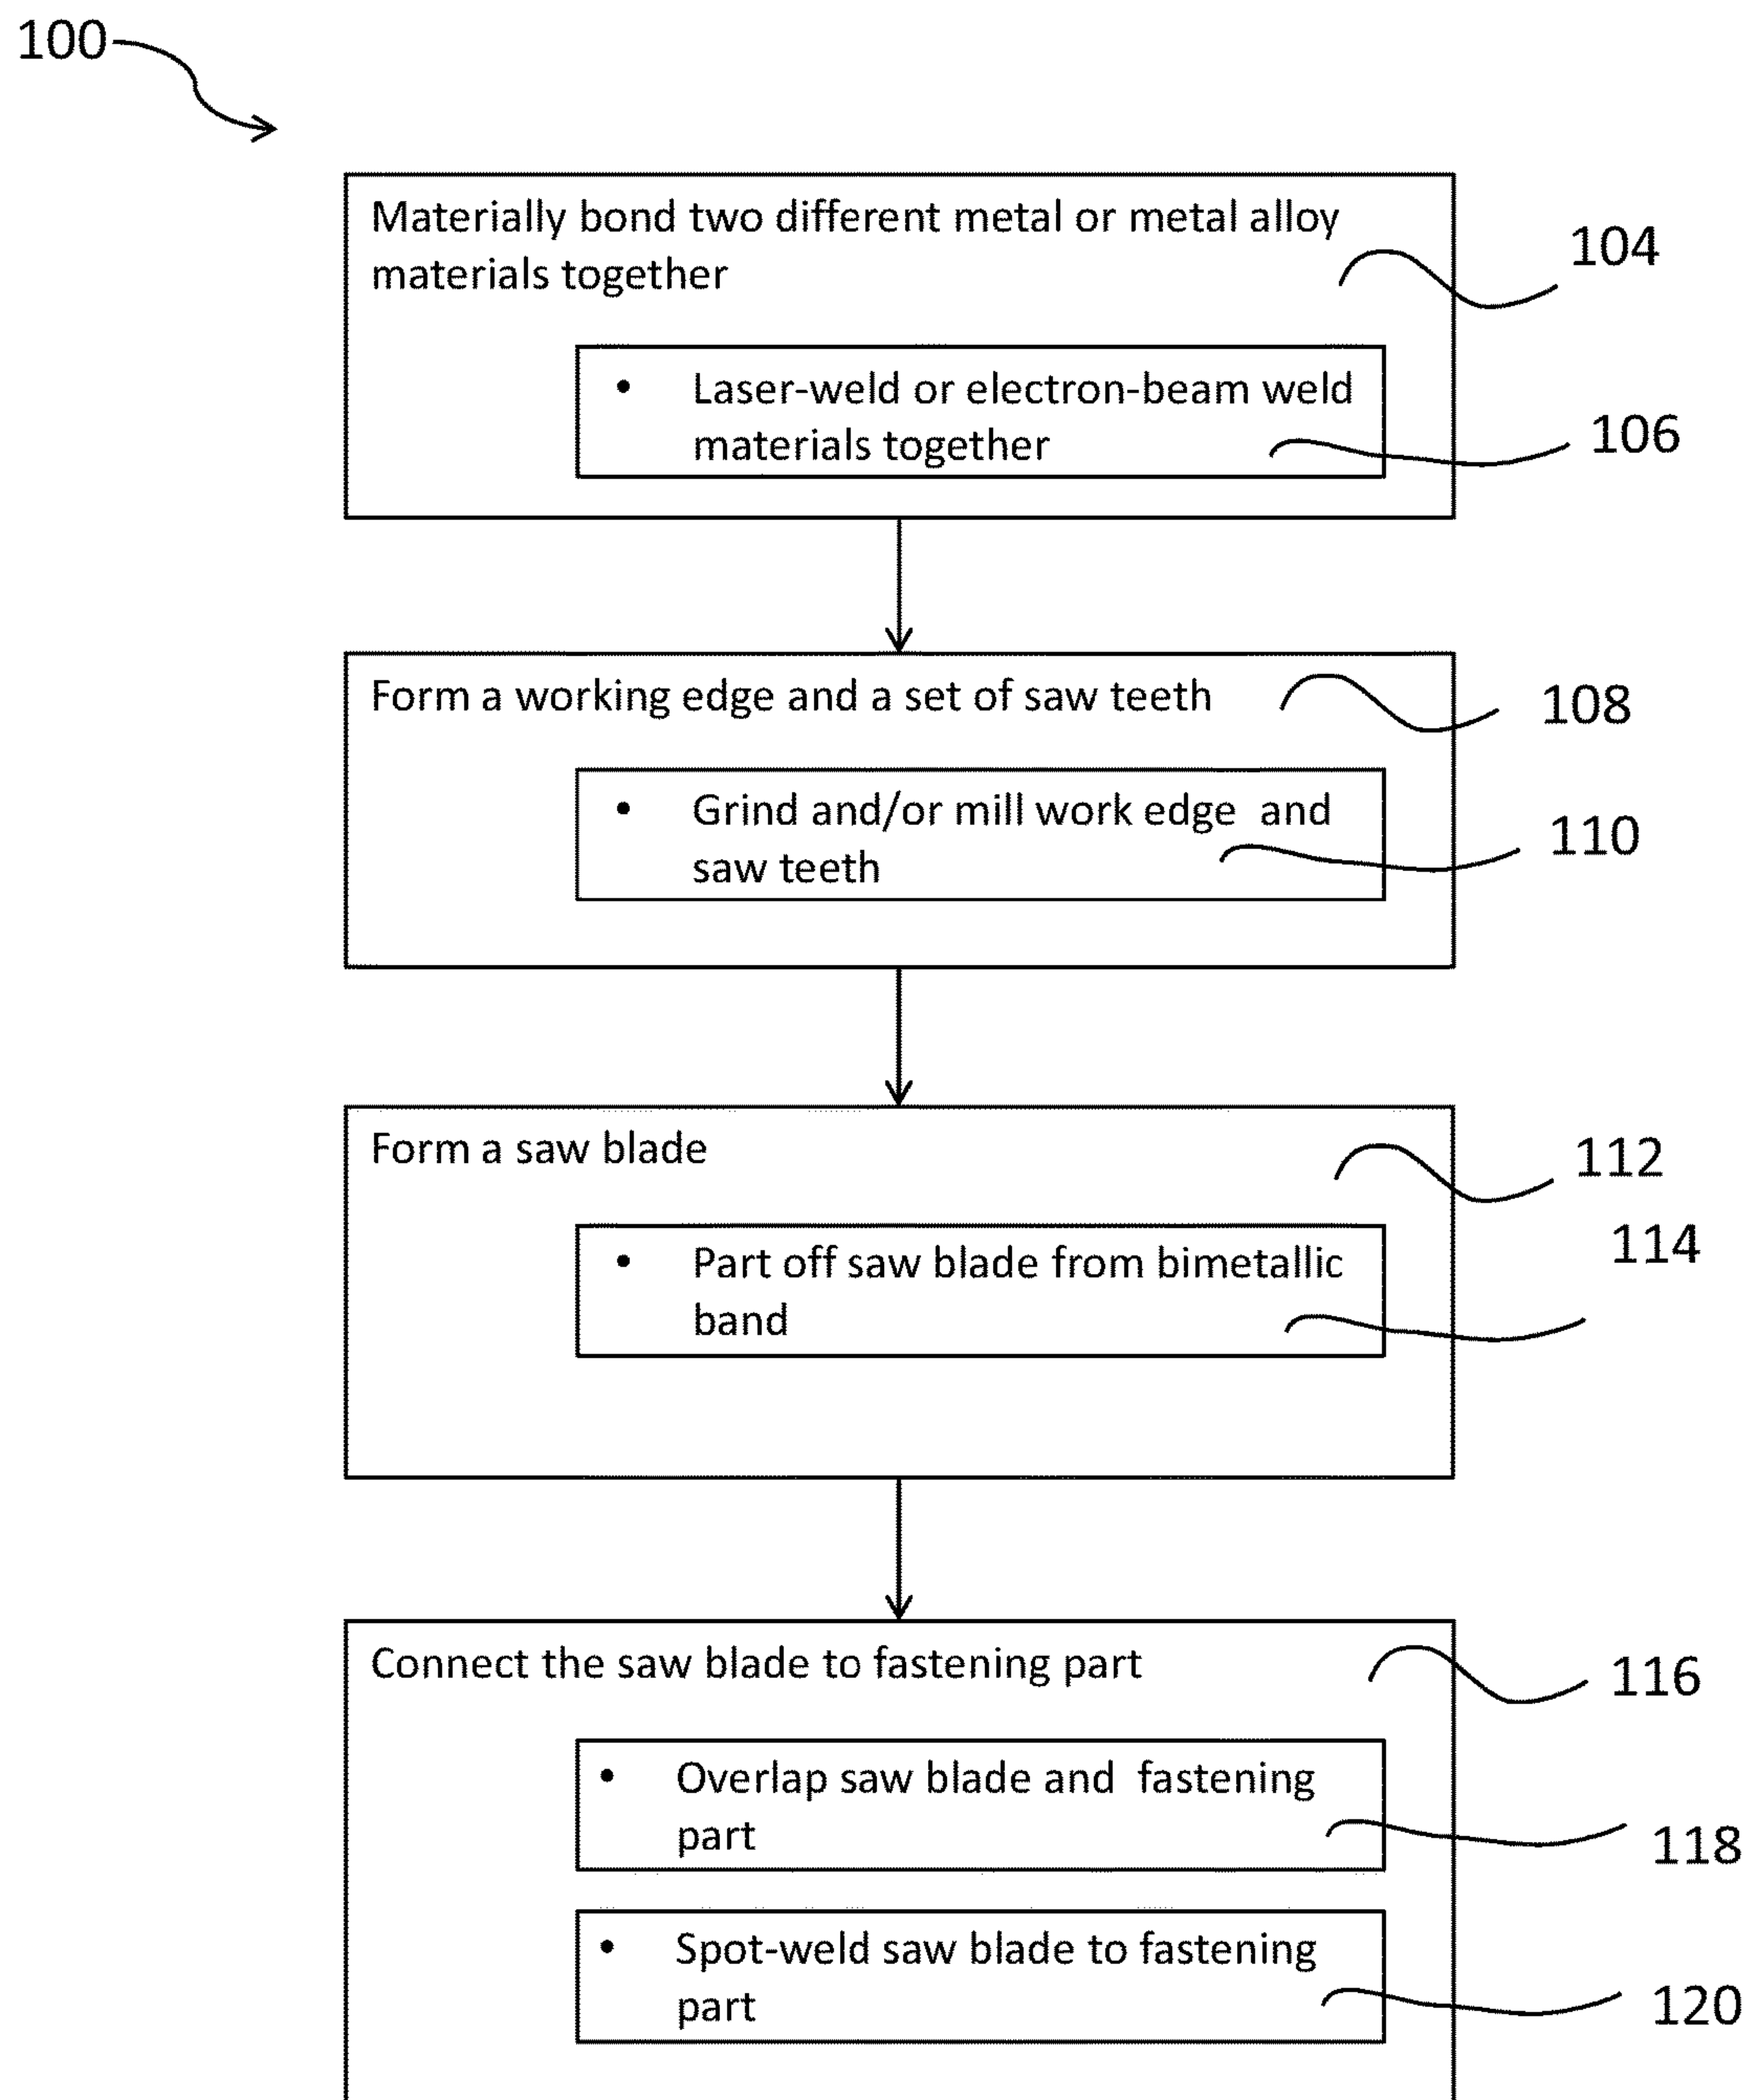 100
Materially bond two different metal or metal alloy
materials together
104
• Laser-weld or electron-beam weld
materials together
106
Form a working edge and a set of saw teeth
108
• Grind and/or mill work edge  and
saw teeth
110
Form a saw blade
112
• Part off saw blade from bimetallic
band
114
Connect the saw blade to fastening part
116
• Overlap saw blade and  fastening
part
118
• Spot-weld saw blade to fastening
part
120